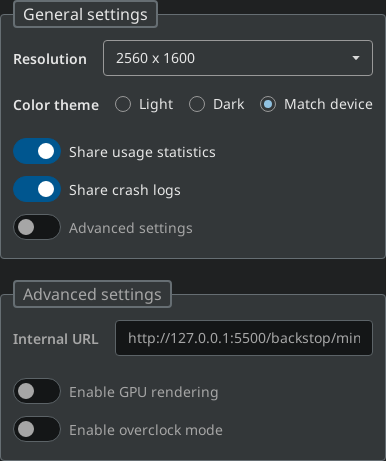 General settings
Resolution 2560 x 1600
Color theme Light Dark Match device
Share usage statistics
Share crash logs
Advanced settings
Advanced settings
Internal URL http://127.0.0.1:5500/backstop/min
Enable GPU rendering
Enable overclock mode